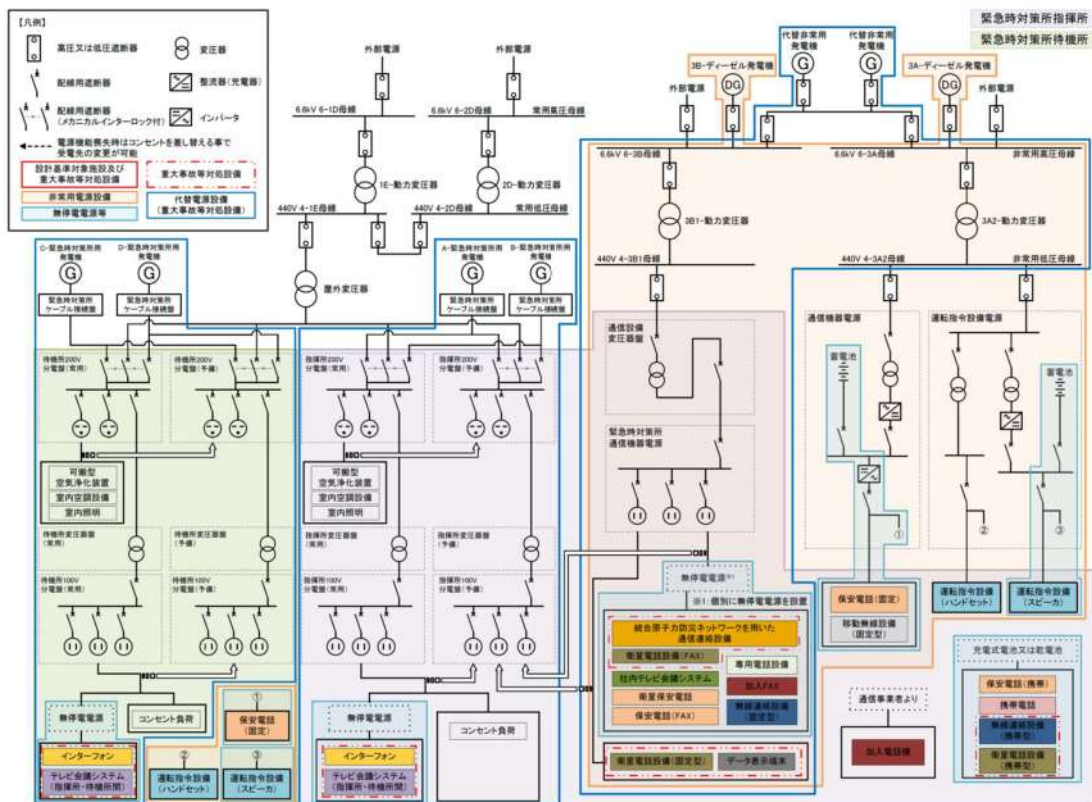 【凡例】
高圧又は低圧遮断器
変圧器
配線用遮断器
整流器(充電器)
配線用遮断器
(メカニカルインターロック付)
インバータ
電源機能喪失時はコンセントを差し替える事で
受電先の変更が可能
設計基準対象施設及び
重大事故等対処設備
重大事故等対処設備
非常用電源設備
代替電源設備
(重大事故等対処設備)
無停電電源等
緊急時対策所指揮所
緊急時対策所待機所
外部電源
外部電源
6.6kV 6-1D母線
6.6kV 6-2D母線
常用高圧母線
1E-動力変圧器
2D-動力変圧器
440V 4-1E母線
440V 4-2D母線
常用低圧母線
屋外変圧器
代替非常用
発電機
G
代替非常用
発電機
G
3B-ディーゼル発電機
DG
3A-ディーゼル発電機
DG
外部電源
外部電源
6.6kV 6-3B母線
6.6kV 6-3A母線
非常用高圧母線
3B1-動力変圧器
3A2-動力変圧器
440V 4-3B1母線
440V 4-3A2母線
非常用低圧母線
C-緊急時対策所用
発電機
G
D-緊急時対策所用
発電機
G
A-緊急時対策所用
発電機
G
B-緊急時対策所用
発電機
G
緊急時対策所
ケーブル接続盤
緊急時対策所
ケーブル接続盤
緊急時対策所
ケーブル接続盤
緊急時対策所
ケーブル接続盤
待機所200V
分電盤(常用)
待機所200V
分電盤(予備)
指揮所200V
分電盤(常用)
指揮所200V
分電盤(予備)
可搬型
空気浄化装置
室内空調設備
室内照明
可搬型
空気浄化装置
室内空調設備
室内照明
待機所変圧器盤
(常用)
待機所変圧器盤
(予備)
指揮所変圧器盤
(常用)
指揮所変圧器盤
(予備)
待機所100V
分電盤(常用)
待機所100V
分電盤(予備)
指揮所100V
分電盤(常用)
指揮所100V
分電盤(予備)
無停電電源
コンセント負荷
インターフォン
テレビ会議システム
(指揮所・待機所間)
①
保安電話
(固定)
②
運転指令設備
(ハンドセット)
③
運転指令設備
(スピーカ)
無停電電源
コンセント負荷
インターフォン
テレビ会議システム
(指揮所・待機所間)
通信設備
変圧器盤
緊急時対策所
通信機器電源
無停電電源※1
※1:個別に無停電電源を設置
統合原子力防災ネットワークを用いた
通信連絡設備
衛星電話設備(FAX)
専用電話設備
社内テレビ会議システム
加入FAX
衛星保安電話
無線連絡設備
(固定型)
保安電話(FAX)
衛星電話設備(固定型)
データ表示端末
通信機器電源
蓄電池
①
運転指令設備電源
蓄電池
②
③
保安電話(固定)
移動無線設備
(固定型)
運転指令設備
(ハンドセット)
運転指令設備
(スピーカ)
通信事業者より
加入電話機
充電式電池又は乾電池
保安電話(携帯)
携帯電話
無線連絡設備
(携帯型)
衛星電話設備
(携帯型)